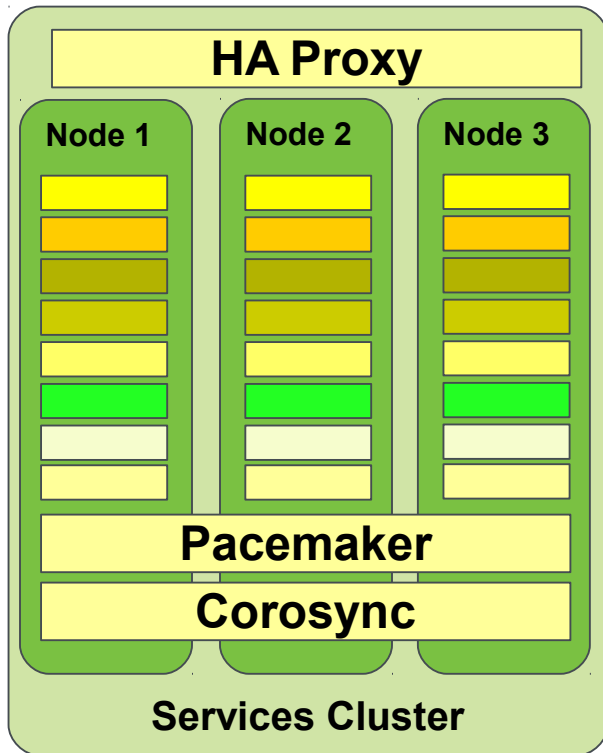 HA Proxy
Node 1
Node 2
Node 3
Pacemaker
Corosync
Services Cluster